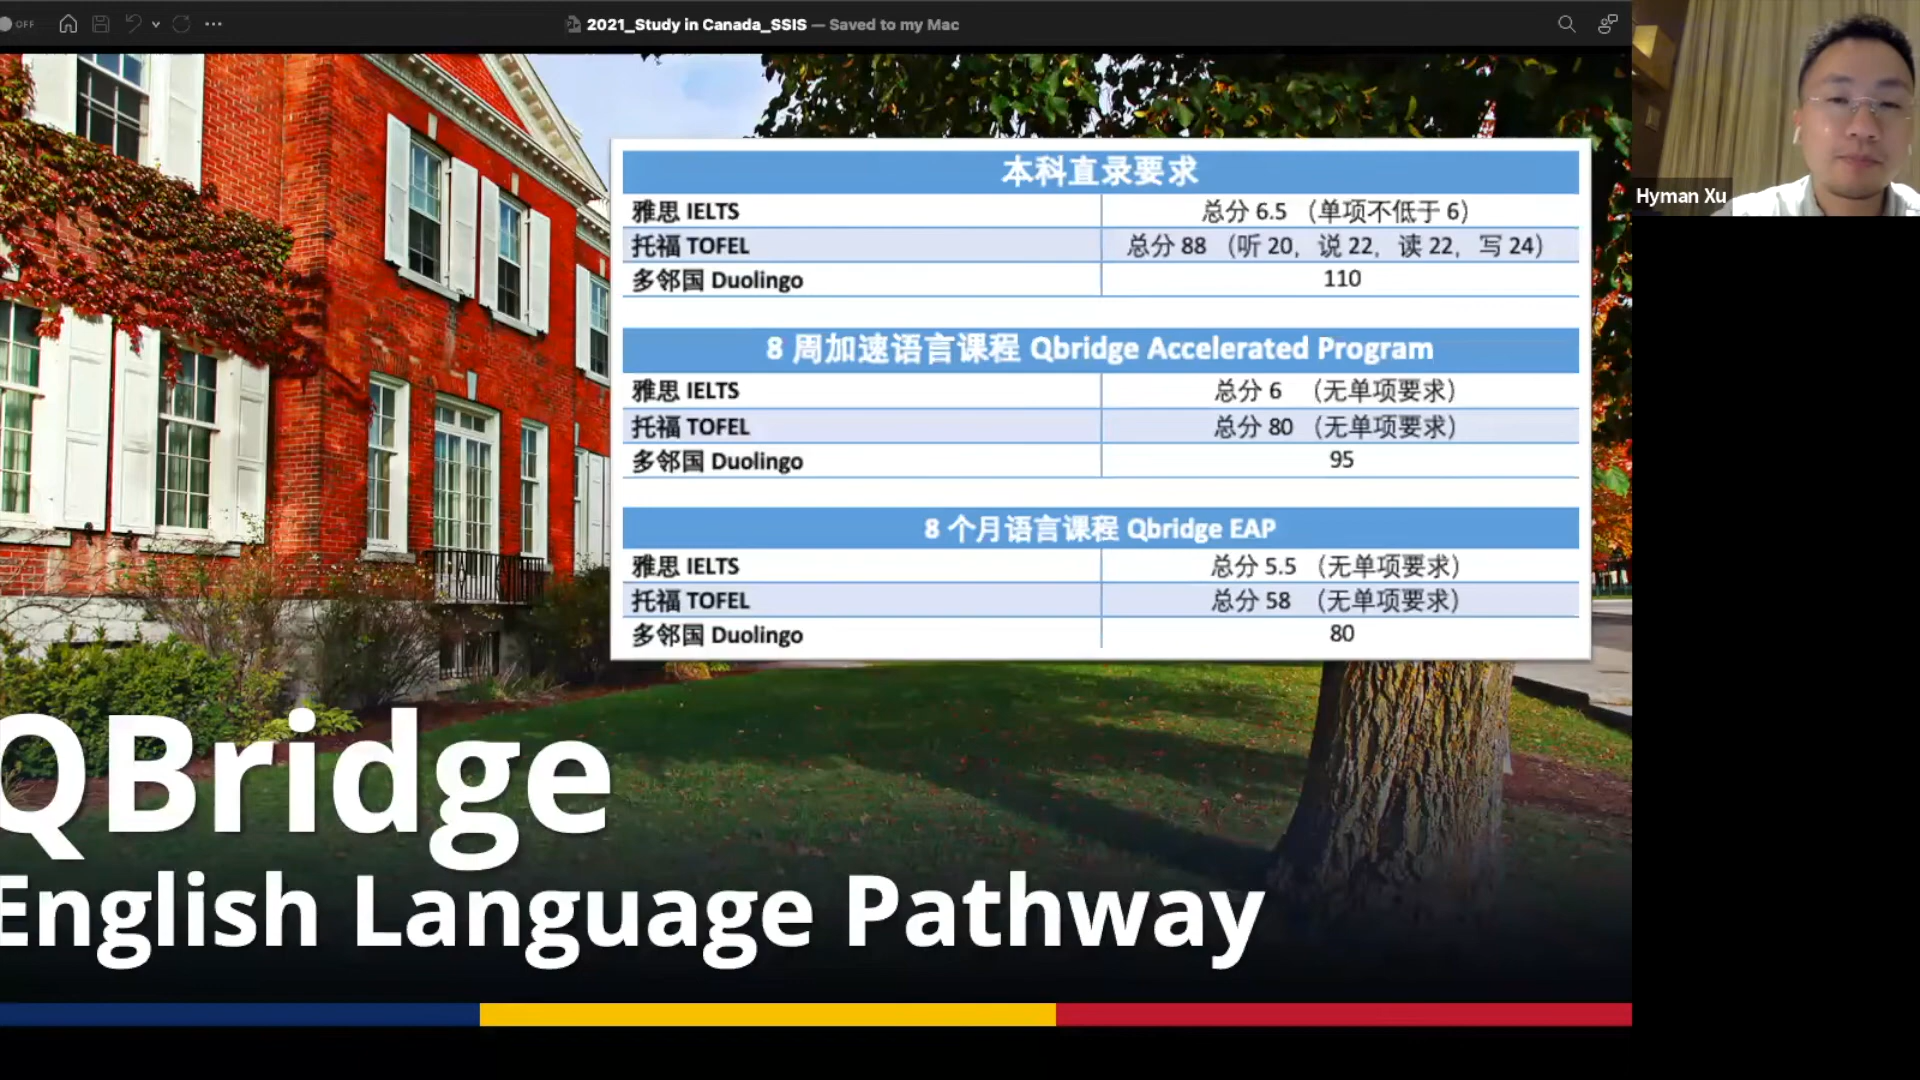 OFF
2021_Study in Canada_SSIS — Saved to my Mac
Hyman Xu
本科直录要求
雅思 IELTS 总分 6.5 （单项不低于 6）
托福 TOFEL 总分 88 （听 20， 说 22， 读 22， 写 24）
多邻国 Duolingo 110
8 周加速语言课程 Qbridge Accelerated Program
雅思 IELTS 总分 6 （无单项要求）
托福 TOFEL 总分 80 （无单项要求）
多邻国 Duolingo 95
8 个月语言课程 Qbridge EAP
雅思 IELTS 总分 5.5 （无单项要求）
托福 TOFEL 总分 58 （无单项要求）
多邻国 Duolingo 80
QBridge
English Language Pathway